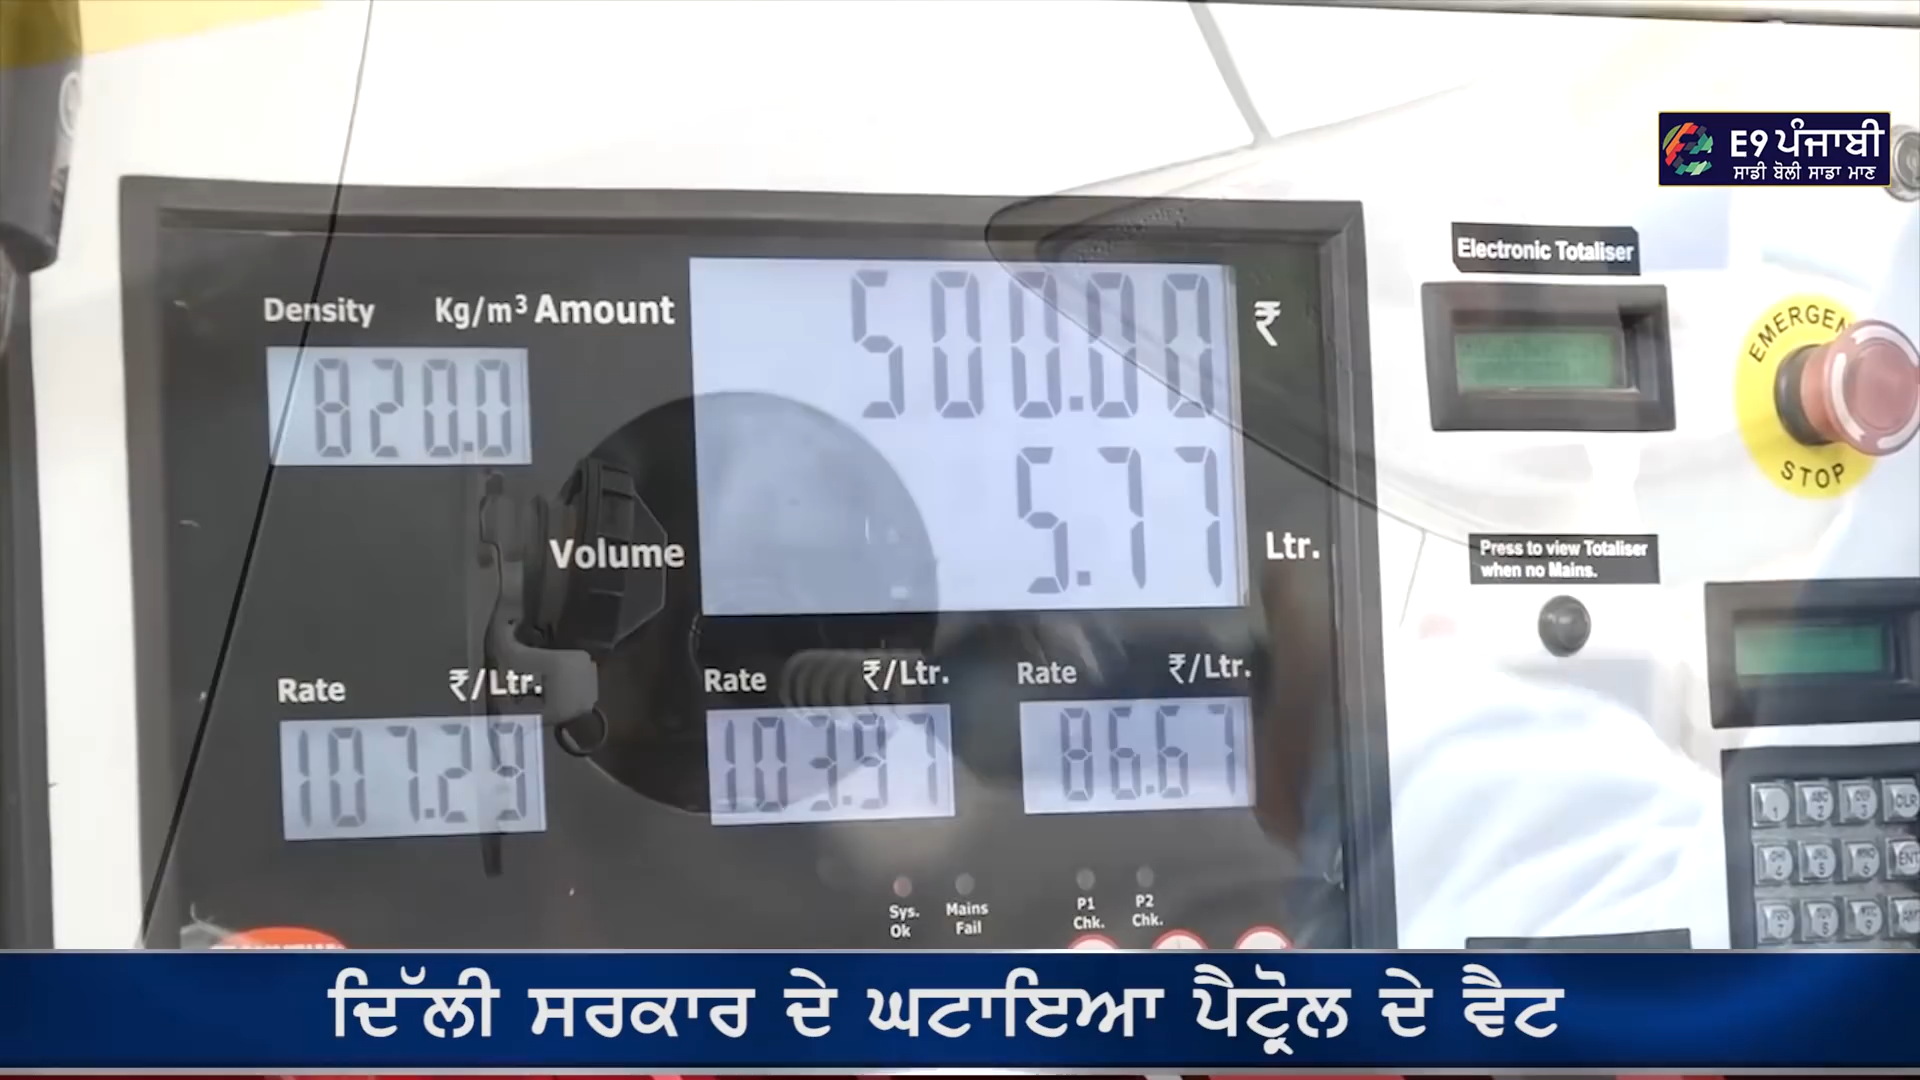 E9 ਪੰਜਾਬੀ
ਸਾਡੀ ਬੋਲੀ ਸਾਡਾ ਮਾਣ
Electronic Totaliser
Density Kg/m³ Amount ₹
500.00
820.0
EMERGEN
STOP
Volume Ltr.
5.77
Press to view Totaliser
when no Mains.
Rate ₹/Ltr. Rate ₹/Ltr. Rate ₹/Ltr.
107.29 103.97 86.67
Sys. Ok
Mains Fail
P1 Chk.
P2 Chk.
ਦਿੱਲੀ ਸਰਕਾਰ ਦੇ ਘਟਾਇਆ ਪੈਟ੍ਰੋਲ ਦੇ ਵੈਟ